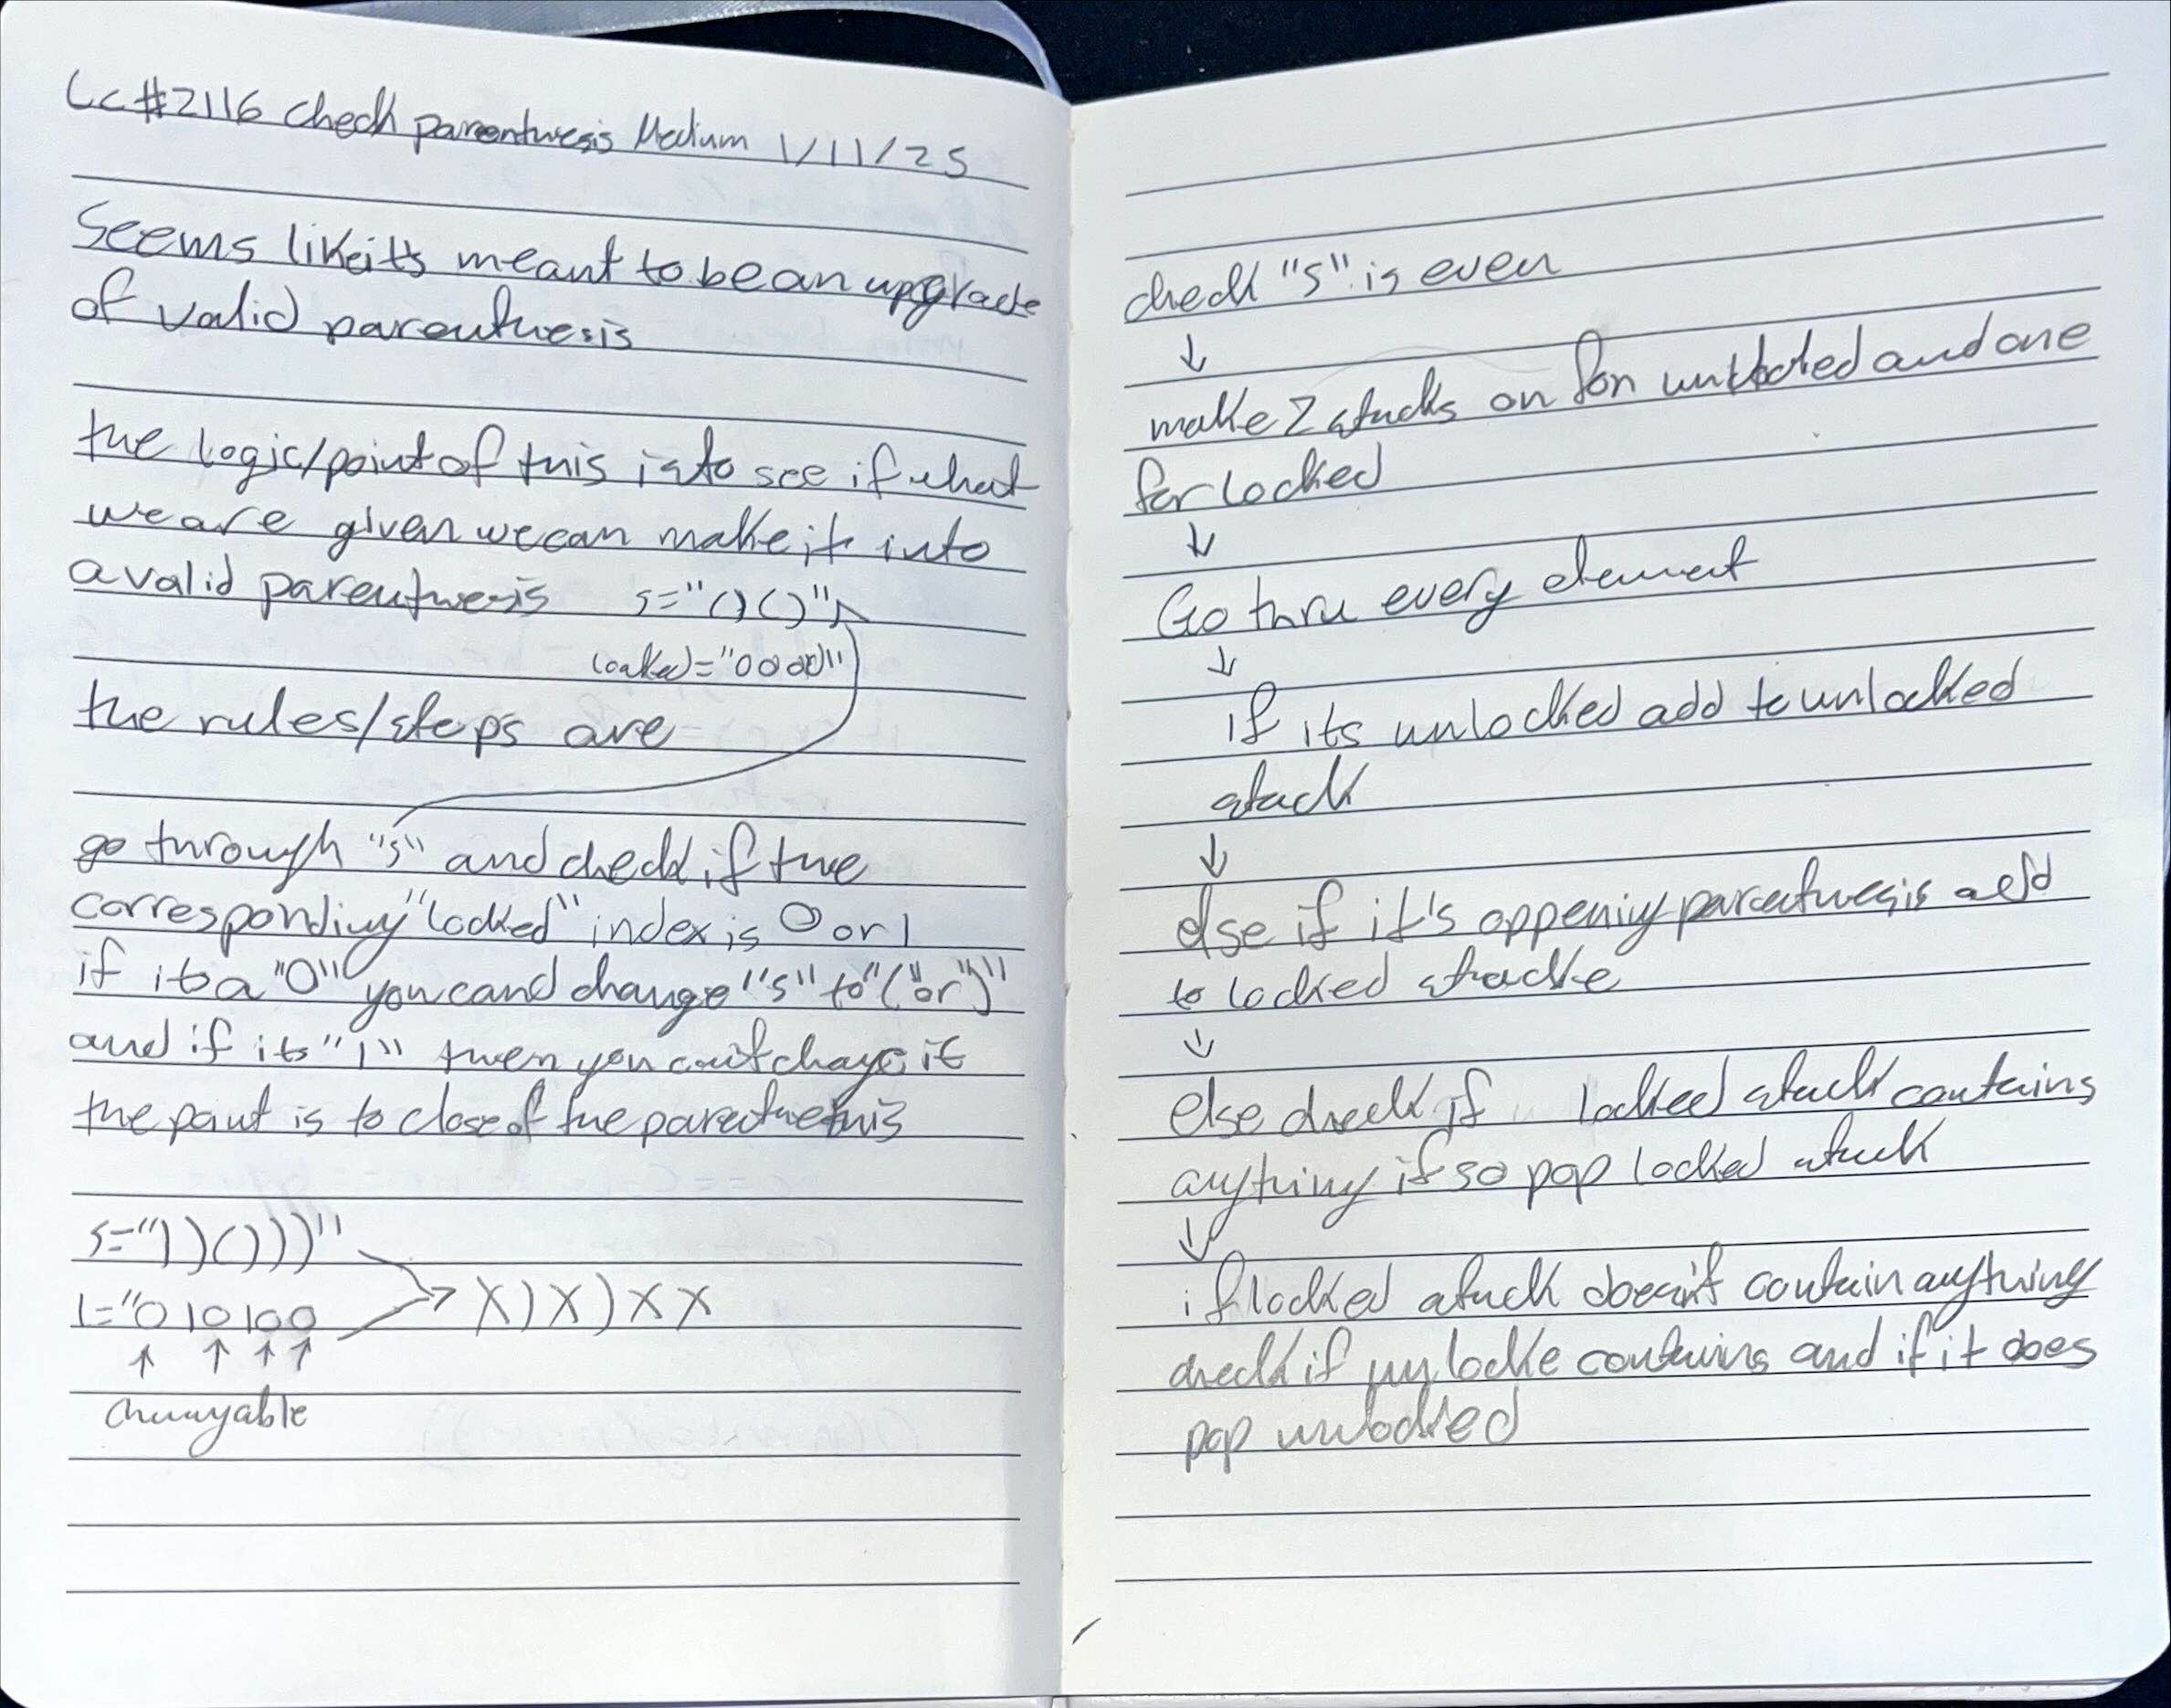 Lc #2116 Check parenthesis Medium 1/11/25
Seems like it's meant to be an upgrade
of valid parenthesis
the logic/point of this is to see if what
we are given we can make it into
a valid parenthesis s="()()"
locked="0000"
the rules/steps are
go through "s" and check if the
corresponding "locked" index is 0 or 1
if its a "0" you cand change "s" to "(" or ")"
and if its "1" then you can't change it
the point is to close of the parenthesis
s="))()))"
l="010100 → X)X)XX
↑ ↑ ↑ ↑
changable
check "s" is even
↓
make 2 stacks on for unlocked and one
for locked
↓
Go thru every element
↓
if its unlocked add to unlocked
stack
↓
else if it's oppening parenthesis add
to locked stacke
↓
else check if locked stack contains
anything if so pop locked stack
↓
if locked stack doesn't contain anything
check if unlocke contains and if it does
pop unlocked